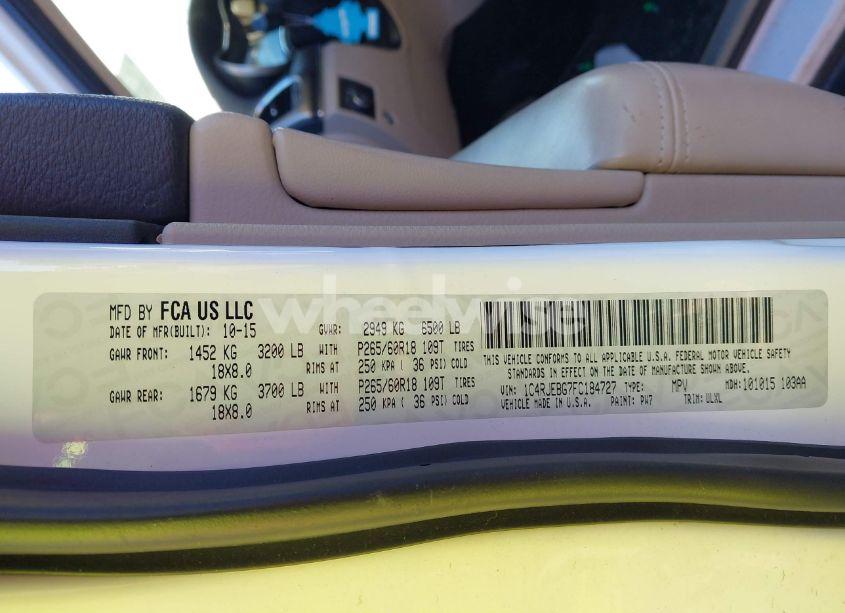 MFD BY FCA US LLC
DATE OF MFR(BUILT): 10-15 GVWR: 2949 KG 6500 LB
GAWR FRONT: 1452 KG 3200 LB WITH P265/60R18 109T TIRES
18X8.0 RIMS AT 250 KPA ( 36 PSI) COLD
GAWR REAR: 1679 KG 3700 LB WITH P265/60R18 109T TIRES
18X8.0 RIMS AT 250 KPA ( 36 PSI) COLD
THIS VEHICLE CONFORMS TO ALL APPLICABLE U.S.A. FEDERAL MOTOR VEHICLE SAFETY
STANDARDS IN EFFECT ON THE DATE OF MANUFACTURE SHOWN ABOVE.
VIN: 1C4RJEBG7FC184727 TYPE: MPV MDH: 101015 103AA
VEHICLE MADE IN U.S.A. PAINT: PW7 TRIM: ULXL
wheelwise